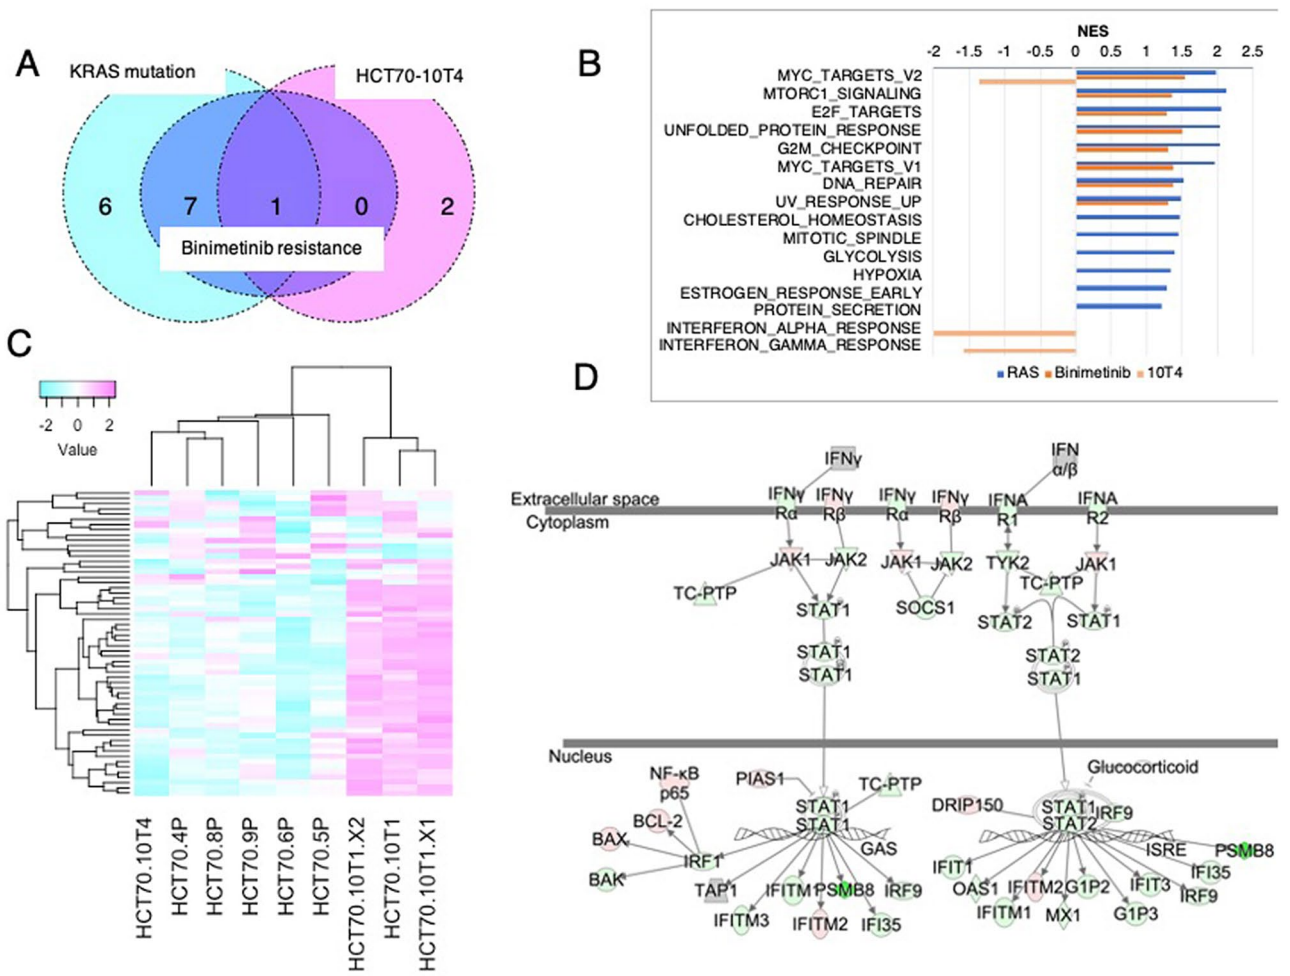 A
KRAS mutation
HCT70-10T4
6
7
1
0
2
Binimetinib resistance
B
NES
-2 -1.5 -1 -0.5 0 0.5 1 1.5 2 2.5
MYC_TARGETS_V2
MTORC1_SIGNALING
E2F_TARGETS
UNFOLDED_PROTEIN_RESPONSE
G2M_CHECKPOINT
MYC_TARGETS_V1
DNA_REPAIR
UV_RESPONSE_UP
CHOLESTEROL_HOMEOSTASIS
MITOTIC_SPINDLE
GLYCOLYSIS
HYPOXIA
ESTROGEN_RESPONSE_EARLY
PROTEIN_SECRETION
INTERFERON_ALPHA_RESPONSE
INTERFERON_GAMMA_RESPONSE
RAS Binimetinib 10T4
C
-2 0 2
Value
HCT70.10T4
HCT70.4P
HCT70.8P
HCT70.9P
HCT70.6P
HCT70.5P
HCT70.10T1.X2
HCT70.10T1
HCT70.10T1.X1
D
IFNγ
IFN
α/β
Extracellular space
Cytoplasm
IFNγ IFNγ IFNγ IFNγ IFNA IFNA
Rα Rβ Rα Rβ R1 R2
JAK1 JAK2 JAK1 JAK2 TYK2 JAK1
TC-PTP
TC-PTP
STAT1 SOCS1 STAT2 STAT1
STAT1
STAT1
STAT2
STAT1
Nucleus
NF-κB
p65
PIAS1
TC-PTP
Glucocorticoid
BCL-2
STAT1
STAT1
DRIP150
STAT1 IRF9
STAT2
BAX
IRF1
GAS
ISRE
PSMB8
BAK
TAP1
IFITM1
PSMB8
IRF9
IFITM3
IFITM2
IFI35
IFIT1
OAS1
IFITM2
G1P2
IFIT3
IFI35
IRF9
IFITM1
MX1
G1P3